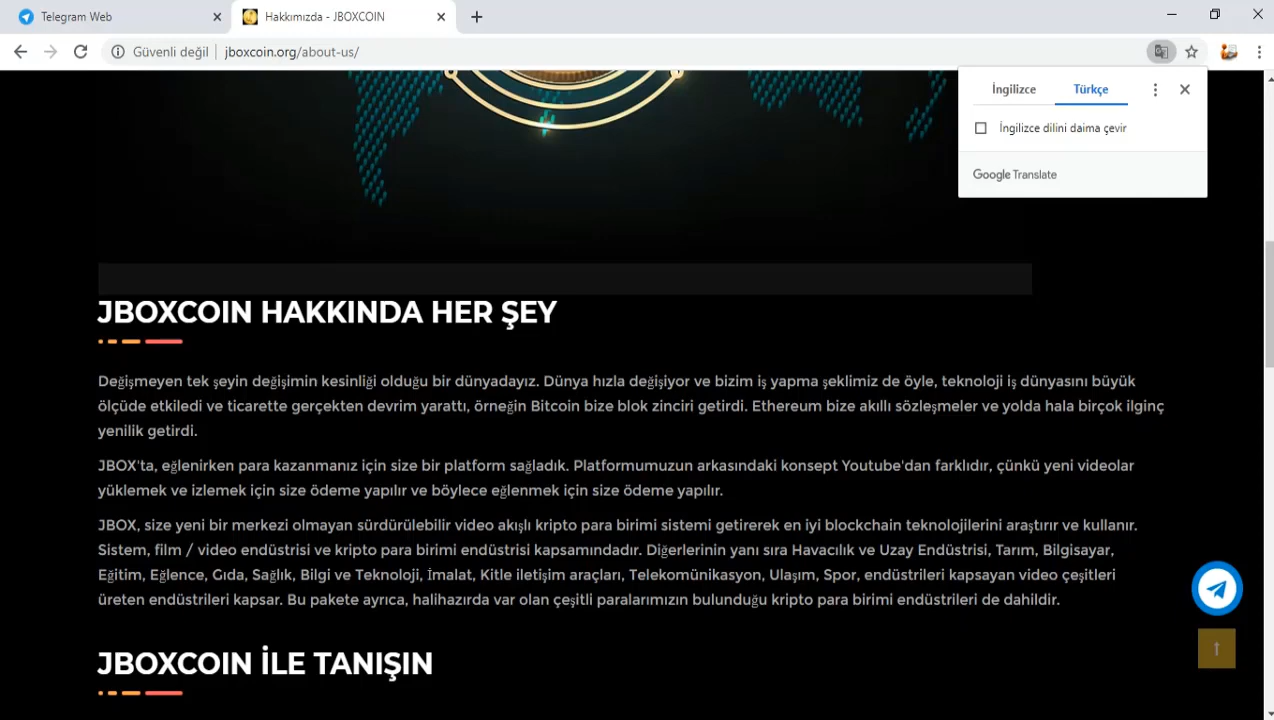 Telegram Web
Hakkımızda - JBOXCOIN
Güvenli değil
jboxcoin.org/about-us/
İngilizce
Türkçe
İngilizce dilini daima çevir
Google Translate
JBOXCOIN HAKKINDA HER ŞEY
Değişmeyen tek şeyin değişimin kesinliği olduğu bir dünyadayız. Dünya hızla değişiyor ve bizim iş yapma şeklimiz de öyle, teknoloji iş dünyasını büyük
ölçüde etkiledi ve ticarette gerçekten devrim yarattı, örneğin Bitcoin bize blok zinciri getirdi. Ethereum bize akıllı sözleşmeler ve yolda hala birçok ilginç
yenilik getirdi.
JBOX'ta, eğlenirken para kazanmanız için size bir platform sağladık. Platformumuzun arkasındaki konsept Youtube'dan farklıdır, çünkü yeni videolar
yüklemek ve izlemek için size ödeme yapılır ve böylece eğlenmek için size ödeme yapılır.
JBOX, size yeni bir merkezi olmayan sürdürülebilir video akışlı kripto para birimi sistemi getirerek en iyi blockchain teknolojilerini araştırır ve kullanır.
Sistem, film / video endüstrisi ve kripto para birimi endüstrisi kapsamındadır. Diğerlerinin yanı sıra Havacılık ve Uzay Endüstrisi, Tarım, Bilgisayar,
Eğitim, Eğlence, Gıda, Sağlık, Bilgi ve Teknoloji, İmalat, Kitle iletişim araçları, Telekomünikasyon, Ulaşım, Spor, endüstrileri kapsayan video çeşitleri
üreten endüstrileri kapsar. Bu pakete ayrıca, halihazırda var olan çeşitli paralarımızın bulunduğu kripto para birimi endüstrileri de dahildir.
JBOXCOIN İLE TANIŞIN